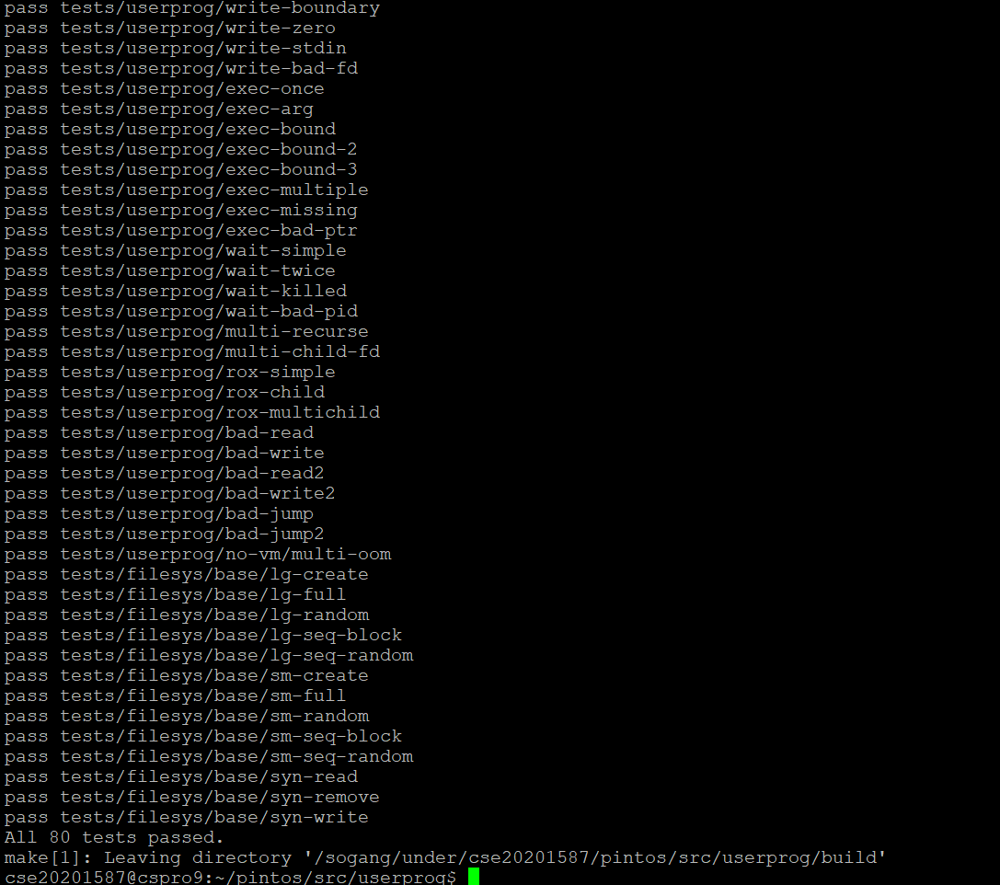 pass tests/userprog/write-boundary
pass tests/userprog/write-zero
pass tests/userprog/write-stdin
pass tests/userprog/write-bad-fd
pass tests/userprog/exec-once
pass tests/userprog/exec-arg
pass tests/userprog/exec-bound
pass tests/userprog/exec-bound-2
pass tests/userprog/exec-bound-3
pass tests/userprog/exec-multiple
pass tests/userprog/exec-missing
pass tests/userprog/exec-bad-ptr
pass tests/userprog/wait-simple
pass tests/userprog/wait-twice
pass tests/userprog/wait-killed
pass tests/userprog/wait-bad-pid
pass tests/userprog/multi-recurse
pass tests/userprog/multi-child-fd
pass tests/userprog/rox-simple
pass tests/userprog/rox-child
pass tests/userprog/rox-multichild
pass tests/userprog/bad-read
pass tests/userprog/bad-write
pass tests/userprog/bad-read2
pass tests/userprog/bad-write2
pass tests/userprog/bad-jump
pass tests/userprog/bad-jump2
pass tests/userprog/no-vm/multi-oom
pass tests/filesys/base/lg-create
pass tests/filesys/base/lg-full
pass tests/filesys/base/lg-random
pass tests/filesys/base/lg-seq-block
pass tests/filesys/base/lg-seq-random
pass tests/filesys/base/sm-create
pass tests/filesys/base/sm-full
pass tests/filesys/base/sm-random
pass tests/filesys/base/sm-seq-block
pass tests/filesys/base/sm-seq-random
pass tests/filesys/base/syn-read
pass tests/filesys/base/syn-remove
pass tests/filesys/base/syn-write
All 80 tests passed.
make[1]: Leaving directory '/sogang/under/cse20201587/pintos/src/userprog/build'
cse20201587@cspro9:~/pintos/src/userprog$